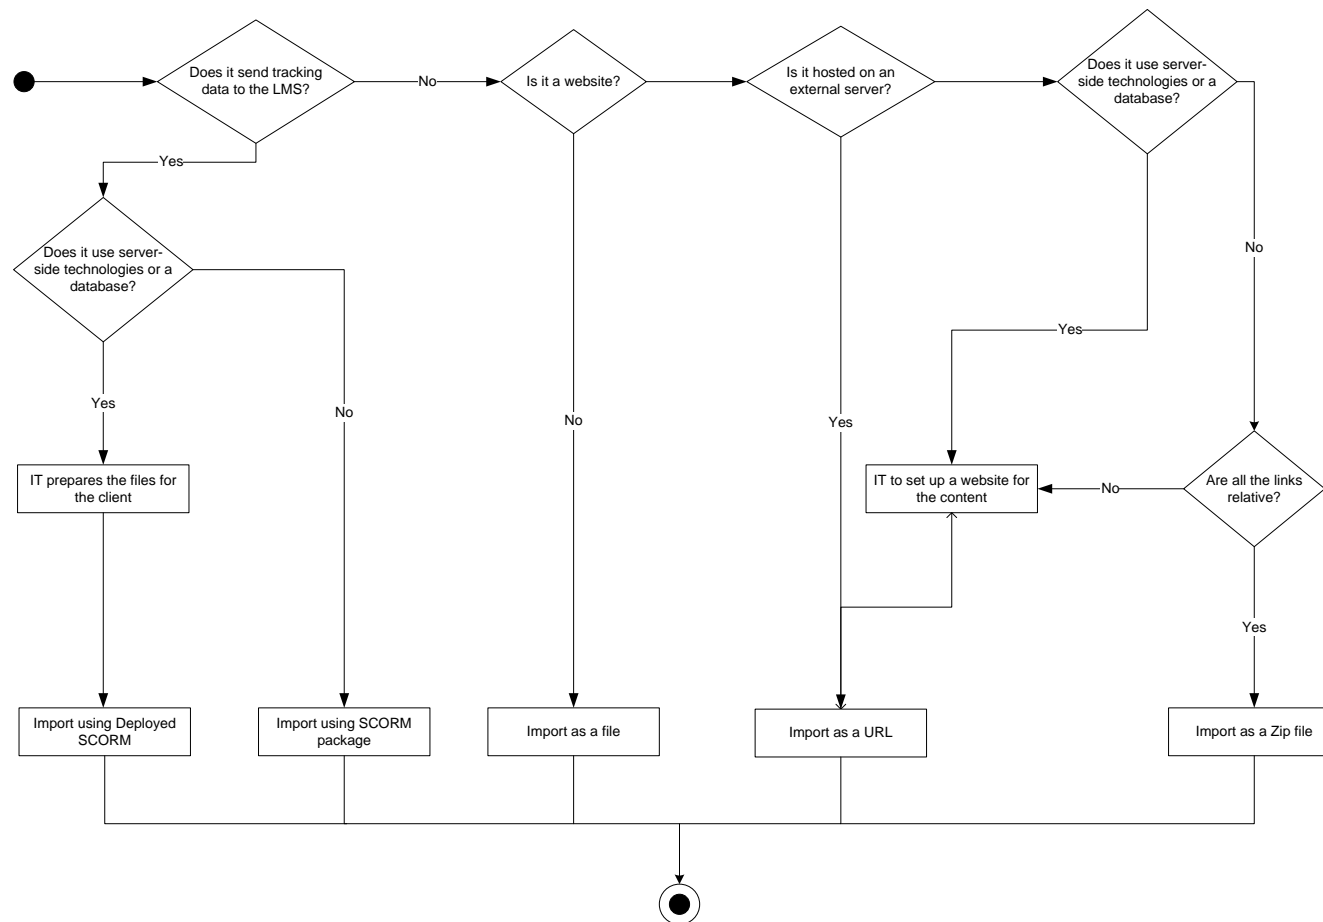 Does it send tracking
data to the LMS?
No
Is it a website?
Is it hosted on an
external server?
Does it use server-
side technologies or a
database?
Yes
Does it use server-
side technologies or a
database?
No
Yes
Yes
No
No
Yes
IT prepares the files for
the client
IT to set up a website for
the content
No
Are all the links
relative?
Yes
Import using Deployed
SCORM
Import using SCORM
package
Import as a file
Import as a URL
Import as a Zip file